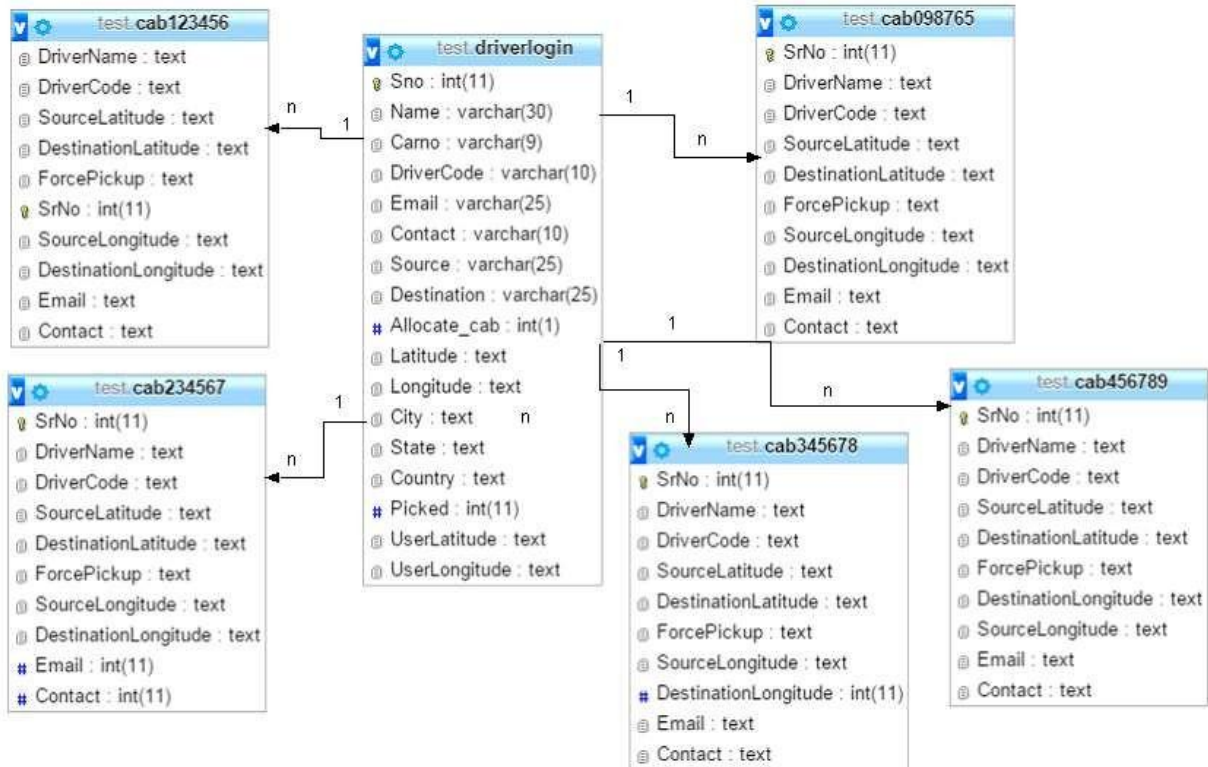 test.cab123456
DriverName : text
DriverCode : text
SourceLatitude : text
DestinationLatitude : text
ForcePickup : text
SrNo : int(11)
SourceLongitude : text
DestinationLongitude : text
Email : text
Contact : text
n
1
test.driverlogin
Sno : int(11)
Name : varchar(30)
Carno : varchar(9)
DriverCode : varchar(10)
Email : varchar(25)
Contact : varchar(10)
Source : varchar(25)
Destination : varchar(25)
# Allocate_cab : int(1)
Latitude : text
Longitude : text
City : text
n
State : text
Country : text
# Picked : int(11)
UserLatitude : text
UserLongitude : text
1
n
test.cab098765
SrNo : int(11)
DriverName : text
DriverCode : text
SourceLatitude : text
DestinationLatitude : text
ForcePickup : text
SourceLongitude : text
DestinationLongitude : text
Email : text
Contact : text
test.cab234567
SrNo : int(11)
DriverName : text
DriverCode : text
SourceLatitude : text
DestinationLatitude : text
ForcePickup : text
SourceLongitude : text
DestinationLongitude : text
# Email : int(11)
# Contact : int(11)
1
n
1
n
test.cab345678
SrNo : int(11)
DriverName : text
DriverCode : text
SourceLatitude : text
DestinationLatitude : text
ForcePickup : text
SourceLongitude : text
# DestinationLongitude : int(11)
Email : text
Contact : text
1
n
test.cab456789
SrNo : int(11)
DriverName : text
DriverCode : text
SourceLatitude : text
DestinationLatitude : text
ForcePickup : text
DestinationLongitude : text
SourceLongitude : text
Email : text
Contact : text